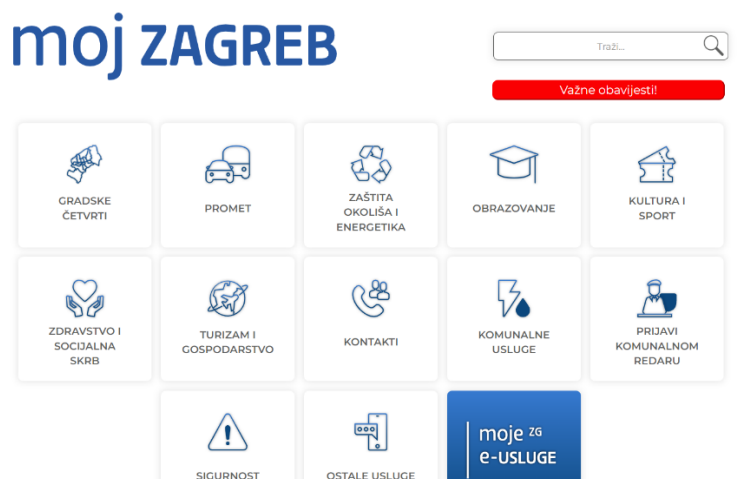 moj ZAGREB
Traži...
Važne obavijesti!
GRADSKE
ČETVRTI
PROMET
ZAŠTITA
OKOLIŠA I
ENERGETIKA
OBRAZOVANJE
KULTURA I
SPORT
ZDRAVSTVO I
SOCIJALNA
SKRB
TURIZAM I
GOSPODARSTVO
KONTAKTI
KOMUNALNE
USLUGE
PRIJAVI
KOMUNALNOM
REDARU
SIGURNOST
OSTALE USLUGE
moje ZG
e-USLUGE